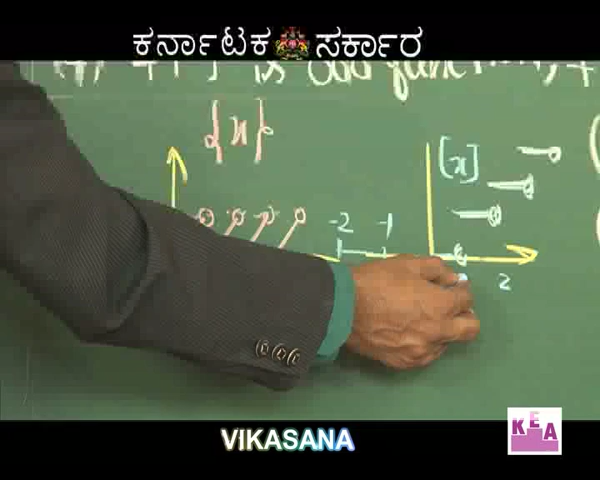 ಕರ್ನಾಟಕ ಸರ್ಕಾರ
is odd function, f
{x}
[x]
-2 -1
2
VIKASANA
KEA